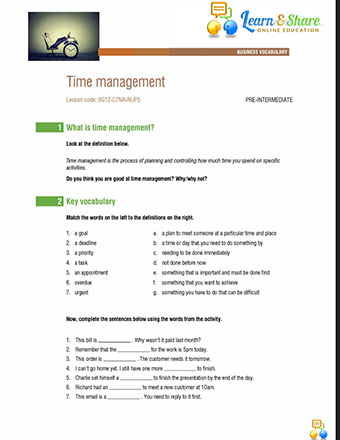 Learn & Share
ONLINE EDUCATION
BUSINESS VOCABULARY
Time management
Lesson code: 9G1Z-C7NA-NUP5
PRE-INTERMEDIATE
1 What is time management?
Look at the definition below.
Time management is the process of planning and controlling how much time you spend on specific
activities.
Do you think you are good at time management? Why/why not?
2 Key vocabulary
Match the words on the left to the definitions on the right.
1. a goal a. a plan to meet someone at a particular time and place
2. a deadline b. a time or day that you need to do something by
3. a priority c. needing to be done immediately
4. a task d. not done before now
5. an appointment e. something that is important and must be done first
6. overdue f. something that you want to achieve
7. urgent g. something you have to do that can be difficult
Now, complete the sentences below using the words from the activity.
1. This bill is __________ . Why wasn't it paid last month?
2. Remember that the __________ for the work is 5pm today.
3. This order is __________ . The customer needs it tomorrow.
4. I can't go home yet. I still have one more __________ to finish.
5. Charlie set himself a __________ to finish the presentation by the end of the day.
6. Richard had an __________ to meet a new customer at 10am.
7. This email is a __________ . You need to reply to it first.